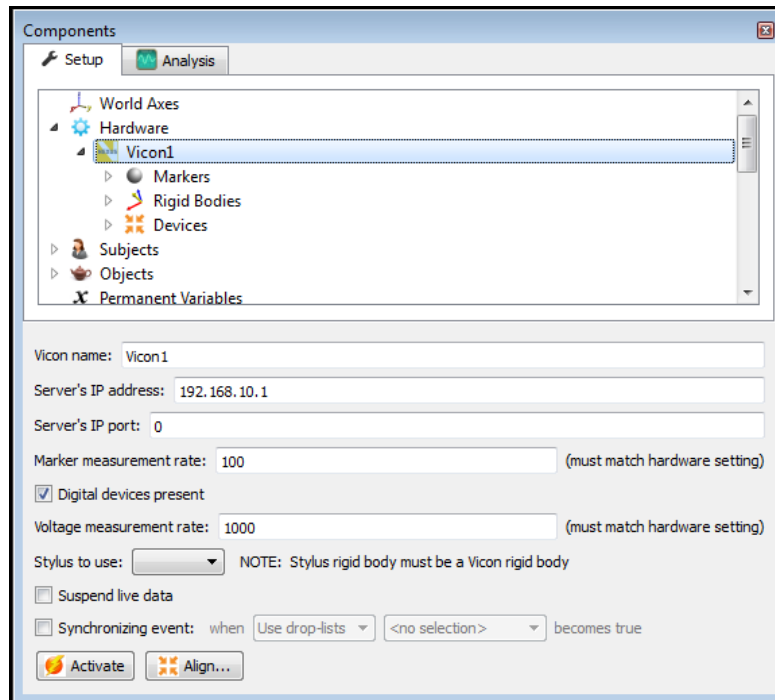 Components
Setup Analysis
World Axes
Hardware
Vicon1
Markers
Rigid Bodies
Devices
Subjects
Objects
x Permanent Variables
Vicon name: Vicon1
Server's IP address: 192.168.10.1
Server's IP port: 0
Marker measurement rate: 100 (must match hardware setting)
Digital devices present
Voltage measurement rate: 1000 (must match hardware setting)
Stylus to use: NOTE: Stylus rigid body must be a Vicon rigid body
Suspend live data
Synchronizing event: when Use drop-lists <no selection> becomes true
Activate Align...